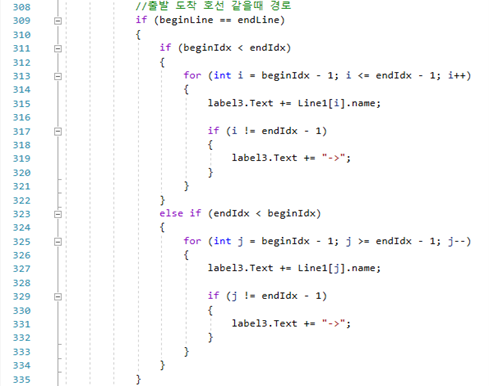 308 //출발 도착 호선 같을때 경로
309 if (beginLine == endLine)
310 {
311 if (beginIdx < endIdx)
312 {
313 for (int i = beginIdx - 1; i <= endIdx - 1; i++)
314 {
315 label3.Text += Line1[i].name;
316
317 if (i != endIdx - 1)
318 {
319 label3.Text += "->";
320 }
321 }
322 }
323 else if (endIdx < beginIdx)
324 {
325 for (int j = beginIdx - 1; j >= endIdx - 1; j--)
326 {
327 label3.Text += Line1[j].name;
328
329 if (j != endIdx - 1)
330 {
331 label3.Text += "->";
332 }
333 }
334 }
335 }